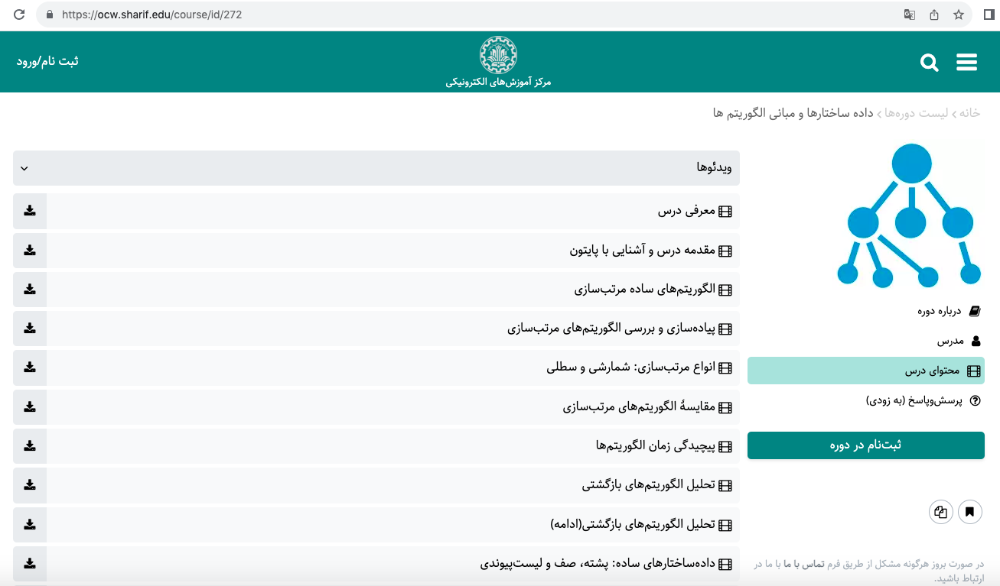 https://ocw.sharif.edu/course/id/272
ثبت نام/ورود
مرکز آموزش‌های الکترونیکی
خانه › لیست دوره‌ها › داده ساختارها و مبانی الگوریتم ها
ویدئوها
معرفی درس
مقدمه درس و آشنایی با پایتون
الگوریتم‌های ساده مرتب‌سازی
پیاده‌سازی و بررسی الگوریتم‌های مرتب‌سازی
انواع مرتب‌سازی: شمارشی و سطلی
مقایسهٔ الگوریتم‌های مرتب‌سازی
پیچیدگی زمان الگوریتم‌ها
تحلیل الگوریتم‌های بازگشتی
تحلیل الگوریتم‌های بازگشتی(ادامه)
داده‌ساختارهای ساده: پشته، صف و لیست‌پیوندی
درباره دوره
مدرس
محتوای درس
پرسش‌وپاسخ (به زودی)
ثبت‌نام در دوره
در صورت بروز هرگونه مشکل از طریق فرم تماس با ما با ما در
ارتباط باشید.